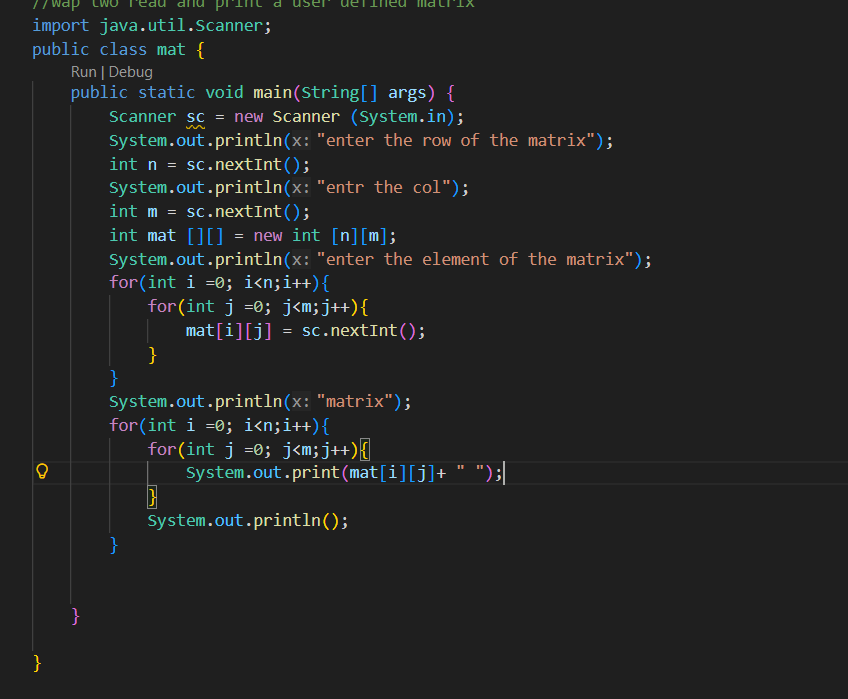 //wap two read and print a user defined matrix
import java.util.Scanner;
public class mat {
Run | Debug
public static void main(String[] args) {
Scanner sc = new Scanner (System.in);
System.out.println(x: "enter the row of the matrix");
int n = sc.nextInt();
System.out.println(x: "entr the col");
int m = sc.nextInt();
int mat [][] = new int [n][m];
System.out.println(x: "enter the element of the matrix");
for(int i =0; i<n;i++){
for(int j =0; j<m;j++){
mat[i][j] = sc.nextInt();
}
}
System.out.println(x: "matrix");
for(int i =0; i<n;i++){
for(int j =0; j<m;j++){
System.out.print(mat[i][j]+ " ");
}
System.out.println();
}
}
}